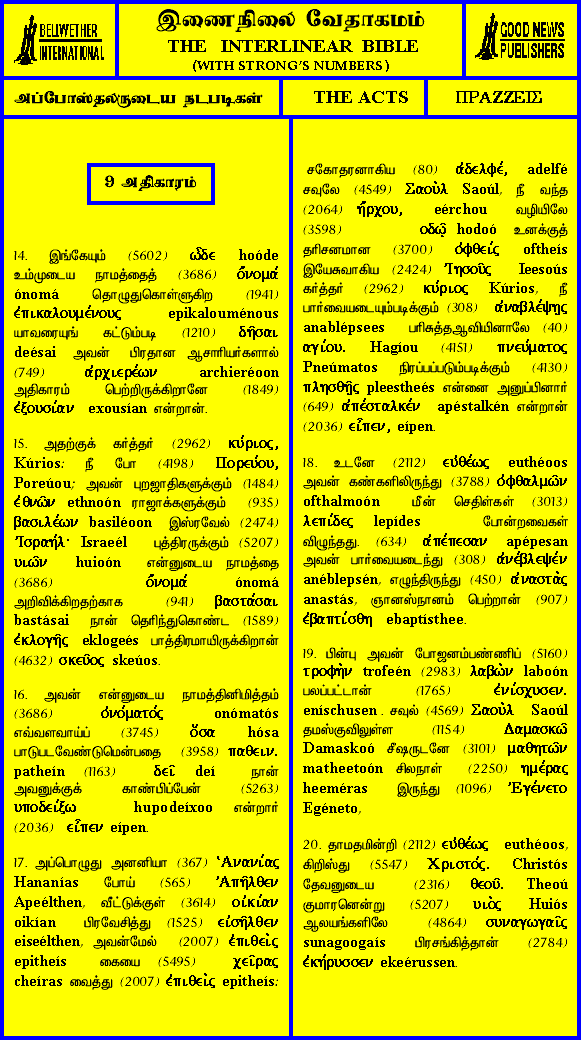 BELLWETHER
INTERNATIONAL
இணைநிலை வேதாகமம்
THE INTERLINEAR BIBLE
(WITH STRONG'S NUMBERS)
GOOD NEWS
PUBLISHERS
அப்போஸ்தலருடைய நடபடிகள்
THE ACTS
ΠΡΑΖΖΕΙΣ
9 அதிகாரம்
14. இங்கேயும் (5602) ὧδε hoóde
உம்முடைய நாமத்தைத் (3686) ὄνομά
ónomá தொழுதுகொள்ளுகிற (1941)
ἐπικαλουμένους epikalouménous
யாவரையுங் கட்டும்படி (1210) δῆσαι
deésai அவன் பிரதான ஆசாரியர்களால்
(749) ἀρχιερέων archieréoon
அதிகாரம் பெற்றிருக்கிறானே (1849)
ἐξουσίαν exousían என்றான்.
15. அதற்குக் கர்த்தர் (2962) κύριος,
Kúrios: நீ போ (4198) Πορεύου,
Poreúou; அவன் புறஜாதிகளுக்கும் (1484)
ἐθνῶν ethnoón ராஜாக்களுக்கும் (935)
βασιλέων basiléoon இஸ்ரவேல் (2474)
Ἰσραήλ· Israeél புத்திரருக்கும் (5207)
υιῶν huioón என்னுடைய நாமத்தை
(3686) ὄνομά ónomá
அறிவிக்கிறதற்காக (941) βαστάσαι
bastásai நான் தெரிந்துகொண்ட (1589)
ἐκλογῆς eklogeés பாத்திரமாயிருக்கிறான்
(4632) σκεῦος skeúos.
16. அவன் என்னுடைய நாமத்தினிமித்தம்
(3686) ὀνόματός onómatós
எவ்வளவாய்ப் (3745) ὅσα hósa
பாடுபடவேண்டுமென்பதை (3958) παθειν.
patheín (1163) δεῖ deí நான்
அவனுக்குக் காண்பிப்பேன் (5263)
υποδείξω hupodeíxoo என்றார்
(2036) εἶπεν eípen.
17. அப்பொழுது அனனியா (367) Ἁνανίας
Hananías போய் (565) Ἀπῆλθεν
Apeélthen, வீட்டுக்குள் (3614) οἰκίαν
oikían பிரவேசித்து (1525) εἰσῆλθεν
eiseélthen, அவன்மேல் (2007) ἐπιθεὶς
epitheís கையை (5495) χεῖρας
cheíras வைத்து (2007) ἐπιθεὶς epitheís:
சகோதரனாகிய (80) ἀδελφέ, adelfé
சவுலே (4549) Σαοὺλ Saoúl, நீ வந்த
(2064) ἤρχου, eérchou வழியிலே
(3598) οδῷ hodoó உனக்குத்
தரிசனமான (3700) ὀφθείς oftheís
இயேசுவாகிய (2424) Ἰησοῦς Ieesoús
கர்த்தர் (2962) κύριος Kúrios, நீ
பார்வையடையும்படிக்கும் (308) ἀναβλέψῃς
anablépsees பரிசுத்தஆவியினாலே (40)
αγίου. Hagíou (4151) πνεύματος
Pneúmatos நிரப்பப்படும்படிக்கும் (4130)
πλησθῇς pleestheés என்னை அனுப்பினார்
(649) ἀπέσταλκέν apéstalkén என்றான்
(2036) εἶπεν, eípen.
18. உடனே (2112) εὐθέως euthéoos
அவன் கண்களிலிருந்து (3788) ὀφθαλμῶν
ofthalmoón மீன் செதிள்கள் (3013)
λεπίδες lepídes போன்றவைகள்
விழுந்தது. (634) ἀπέπεσαν apépesan
அவன் பார்வையடைந்து (308) ἀνέβλεψέν
anéblepsén, எழுந்திருந்து (450) ἀναστὰς
anastás, ஞானஸ்நானம் பெற்றான் (907)
ἐβαπτίσθη ebaptísthee.
19. பின்பு அவன் போஜனம்பண்ணிப் (5160)
τροφὴν trofeén (2983) λαβὼν laboón
பலப்பட்டான் (1765) ἐνίσχυσεν.
eníschusen. சவுல் (4569) Σαοὺλ Saoúl
தமஸ்குவிலுள்ள (1154) Δαμασκῶ
Damaskoó சீஷருடனே (3101) μαθητῶν
matheetoón சிலநாள் (2250) ημέρας
heeméras இருந்து (1096) Ἐγένετο
Egéneto,
20. தாமதமின்றி (2112) εὐθέως euthéoos,
கிறிஸ்து (5547) Χριστός. Christós
தேவனுடைய (2316) θεοῦ. Theoú
குமாரனென்று (5207) υιὸς Huiós
ஆலயங்களிலே (4864) συναγωγαῖς
sunagoogaís பிரசங்கித்தான் (2784)
ἐκήρυσσεν ekeérussen.